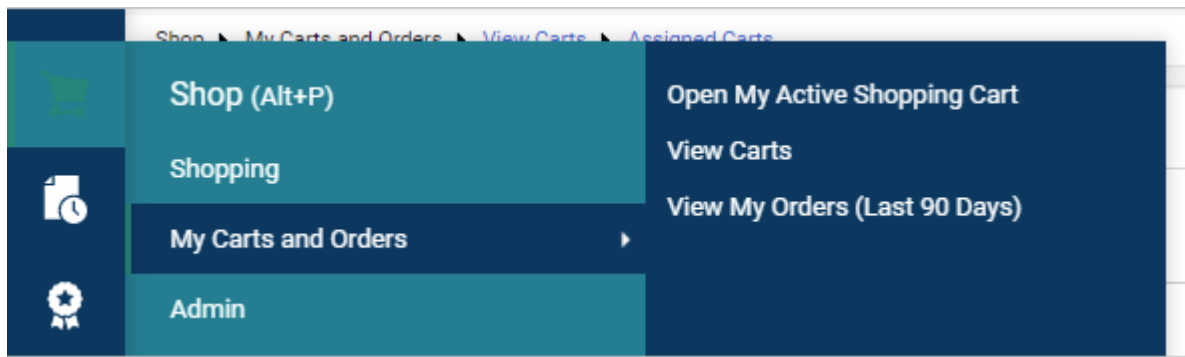 Shop ▸ My Carts and Orders ▸ View Carts ▸ Assigned Carts
Shop (Alt+P)
Shopping
My Carts and Orders
Admin
Open My Active Shopping Cart
View Carts
View My Orders (Last 90 Days)